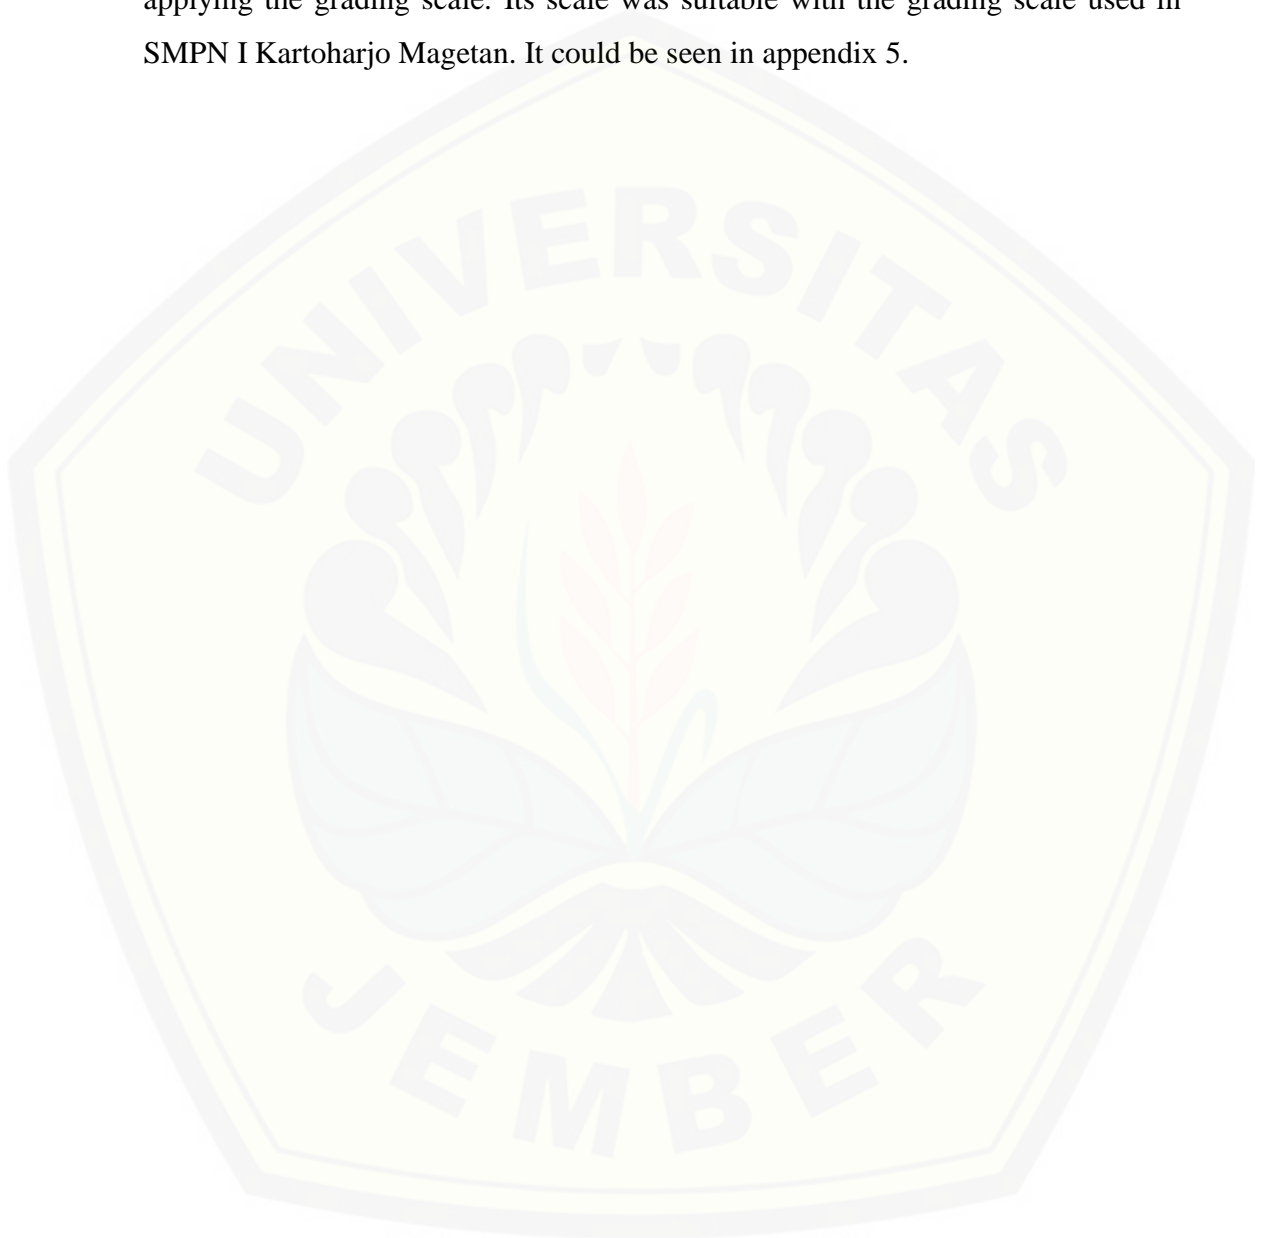 applying the grading scale. Its scale was suitable with the grading scale used in
SMPN I Kartoharjo Magetan. It could be seen in appendix 5.
UNIVERSITAS
JEMBER